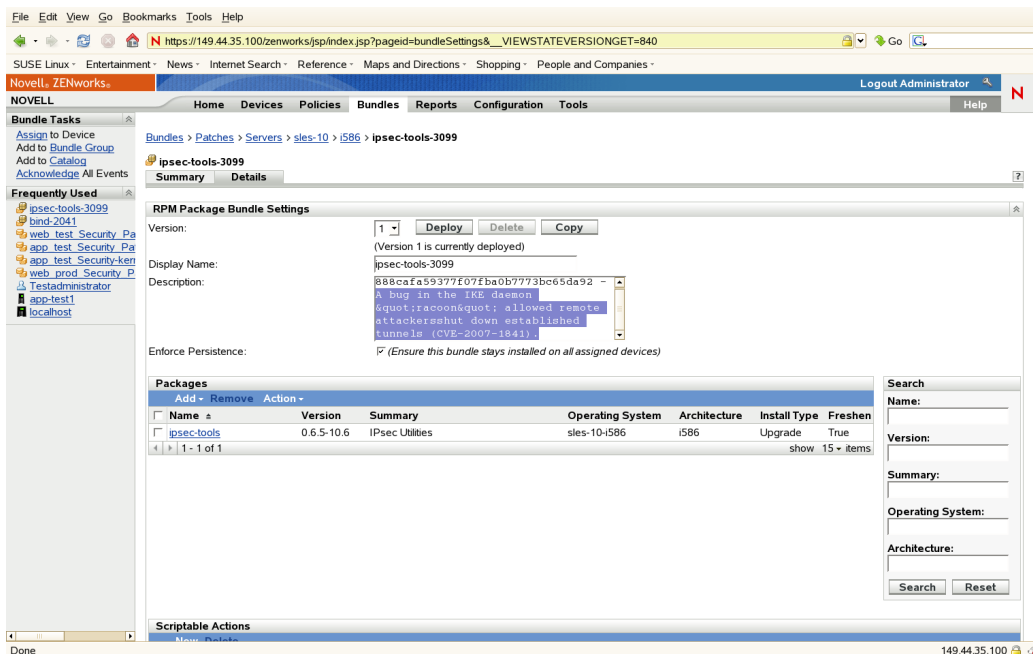 File Edit View Go Bookmarks Tools Help
https://149.44.35.100/zenworks/jsp/index.jsp?pageid=bundleSettings&__VIEWSTATEVERSIONGET=840
Go
SUSE Linux Entertainment News Internet Search Reference Maps and Directions Shopping People and Companies
Novell® ZENworks®
Logout Administrator
N
NOVELL
Home Devices Policies Bundles Reports Configuration Tools
Help
Bundle Tasks
Assign to Device
Add to Bundle Group
Add to Catalog
Acknowledge All Events
Frequently Used
ipsec-tools-3099
bind-2041
web_test_Security_Pa
app_test_Security_Pa
app_test_Security-kern
web_prod_Security_P
Testadministrator
app-test1
localhost
Bundles > Patches > Servers > sles-10 > i586 > ipsec-tools-3099
ipsec-tools-3099
Summary Details
?
RPM Package Bundle Settings
Version: 1 Deploy Delete Copy
(Version 1 is currently deployed)
Display Name: ipsec-tools-3099
Description: 888cafa59377f07fba0b7773bc65da92 -
A bug in the IKE daemon
&quot;racoon&quot; allowed remote
attackersshut down established
tunnels (CVE-2007-1841).
Enforce Persistence: (Ensure this bundle stays installed on all assigned devices)
Packages
Add Remove Action
Name Version Summary Operating System Architecture Install Type Freshen
ipsec-tools 0.6.5-10.6 IPsec Utilities sles-10-i586 i586 Upgrade True
1 - 1 of 1 show 15 items
Search
Name:
Version:
Summary:
Operating System:
Architecture:
Search Reset
Scriptable Actions
New Delete
Done
149.44.35.100